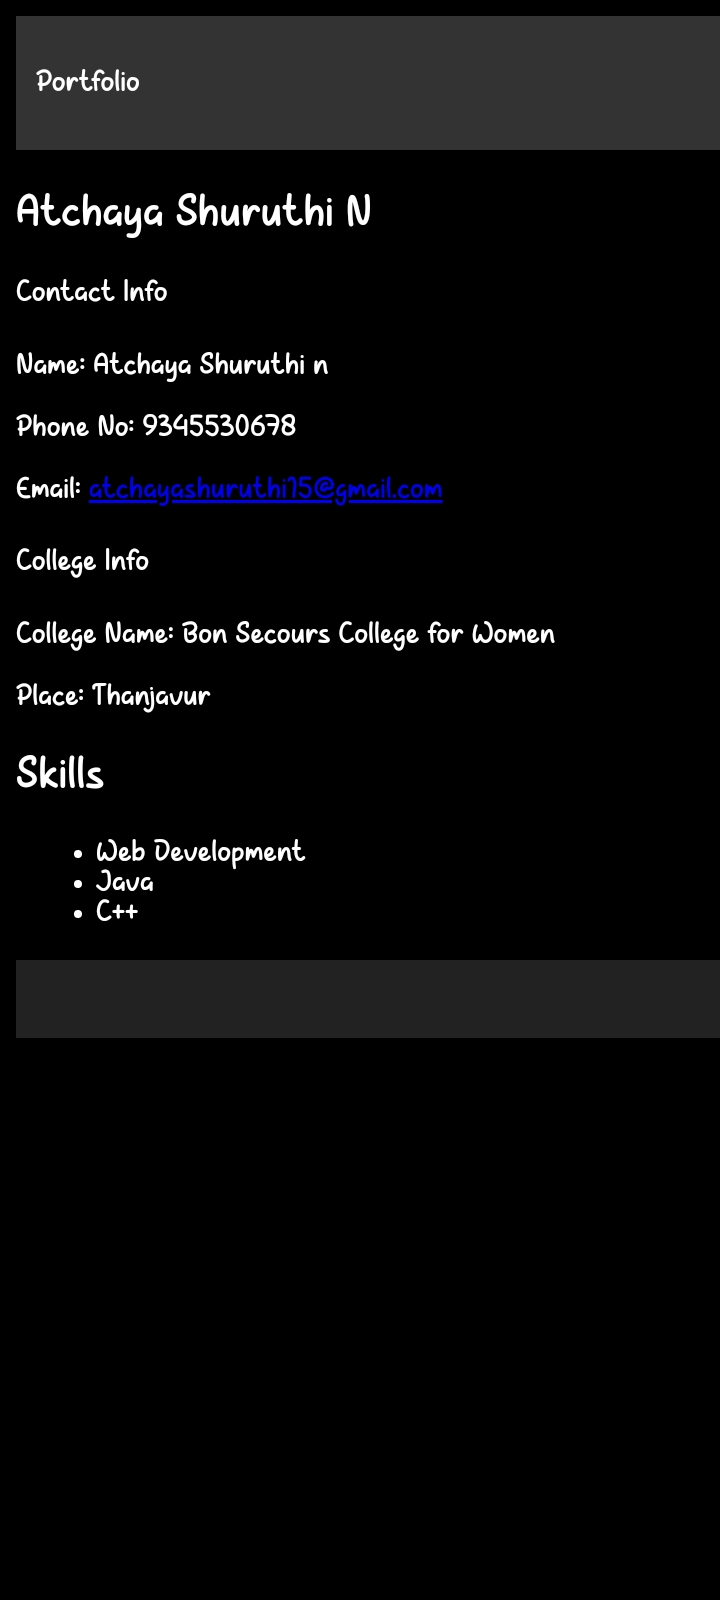 Portfolio
Atchaya Shuruthi N
Contact Info
Name: Atchaya Shuruthi n
Phone No: 9345530678
Email: atchayashuruthi15@gmail.com
College Info
College Name: Bon Secours College for Women
Place: Thanjavur
Skills
• Web Development
• Java
• C++